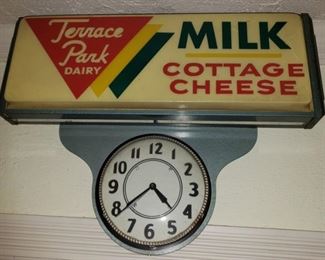 Terrace
Park
DAIRY
MILK
COTTAGE
CHEESE
12
11 1
10 2
9 3
8 4
7 5
6